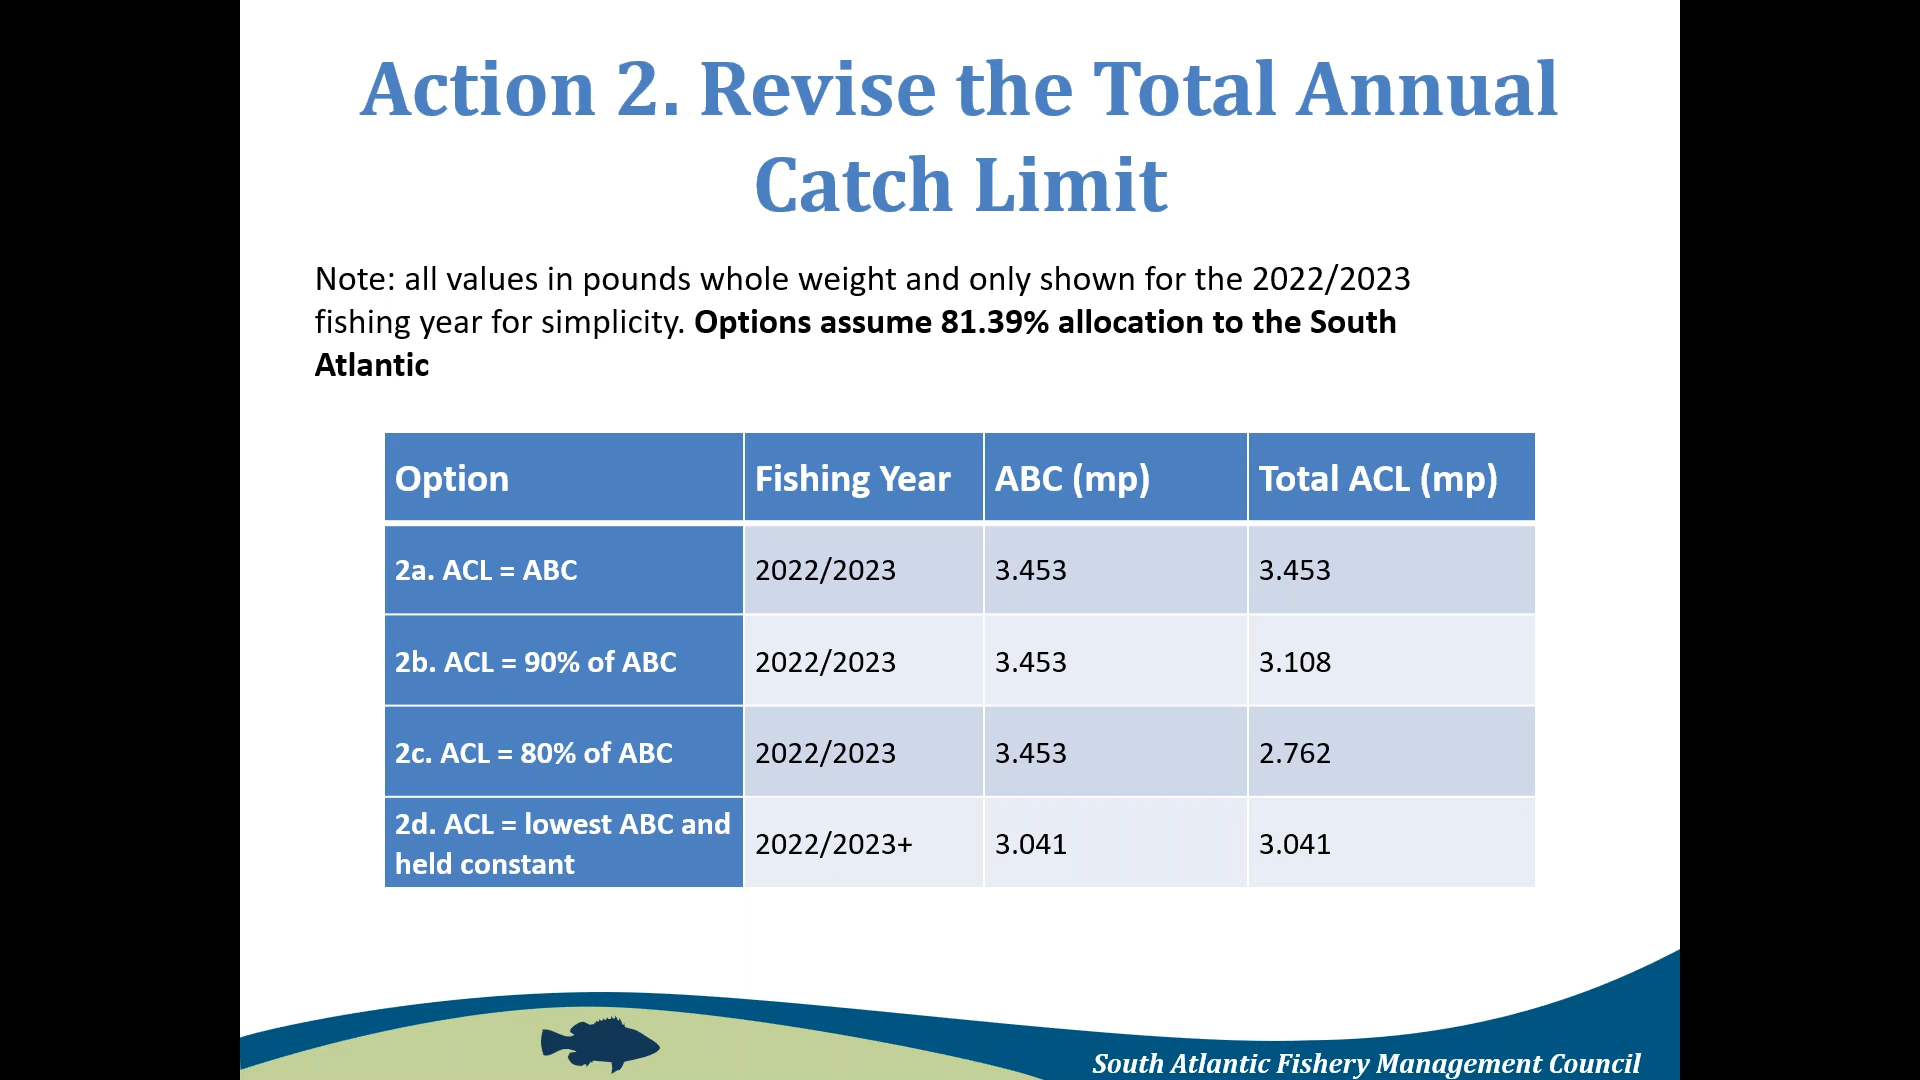 Action 2. Revise the Total Annual
Catch Limit
Note: all values in pounds whole weight and only shown for the 2022/2023
fishing year for simplicity. Options assume 81.39% allocation to the South
Atlantic
Option Fishing Year ABC (mp) Total ACL (mp)
2a. ACL = ABC 2022/2023 3.453 3.453
2b. ACL = 90% of ABC 2022/2023 3.453 3.108
2c. ACL = 80% of ABC 2022/2023 3.453 2.762
2d. ACL = lowest ABC and
held constant 2022/2023+ 3.041 3.041
South Atlantic Fishery Management Council